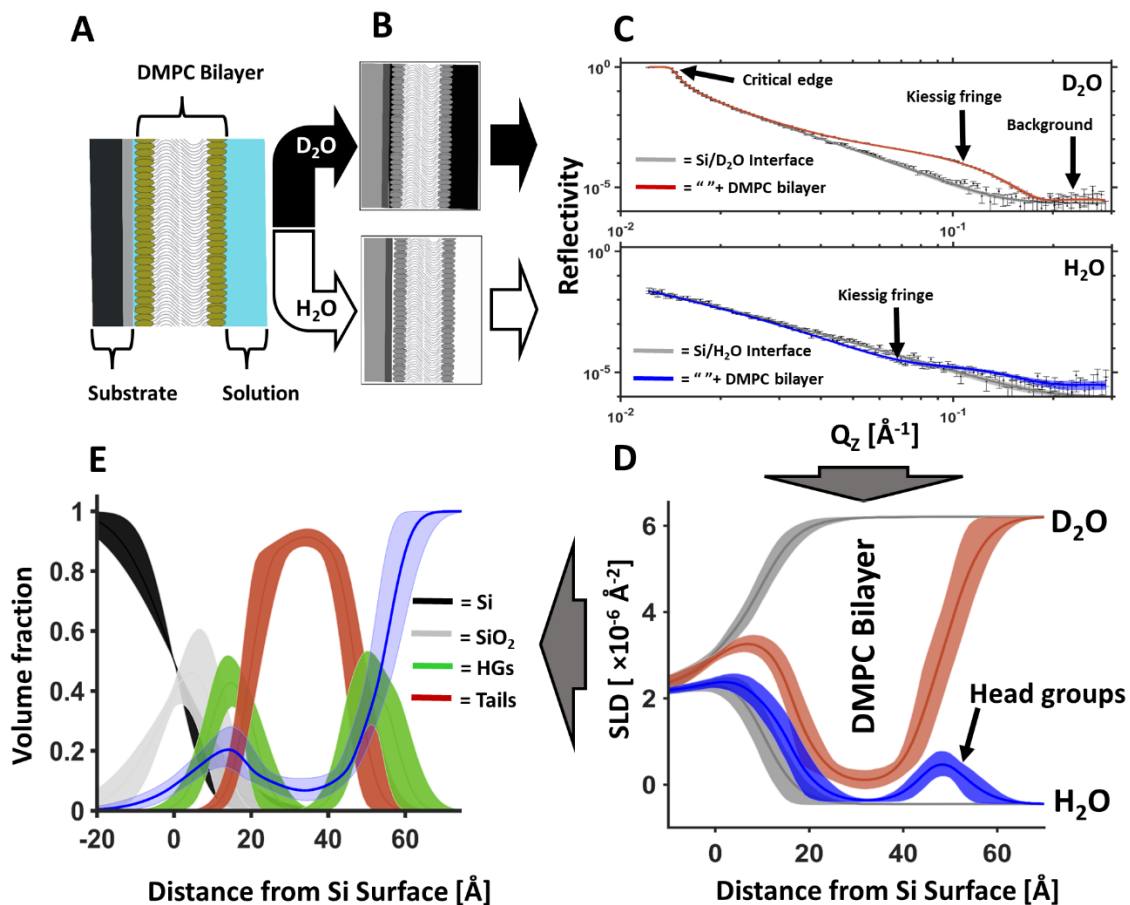 A
DMPC Bilayer
Substrate
Solution
D2O
H2O
B
C
Reflectivity
10^0
10^-5
Critical edge
Kiessig fringe
Background
D2O
= Si/D2O Interface
= “ ”+ DMPC bilayer
10^-2
10^-1
10^0
10^-5
H2O
Kiessig fringe
= Si/H2O Interface
= “ ”+ DMPC bilayer
10^-2
10^-1
QZ [Å^-1]
E
Volume fraction
1
0.8
0.6
0.4
0.2
0
= Si
= SiO2
= HGs
= Tails
-20
0
20
40
60
Distance from Si Surface [Å]
D
SLD [ ×10^-6 Å^-2]
6
4
2
0
DMPC Bilayer
Head groups
D2O
H2O
0
20
40
60
Distance from Si Surface [Å]